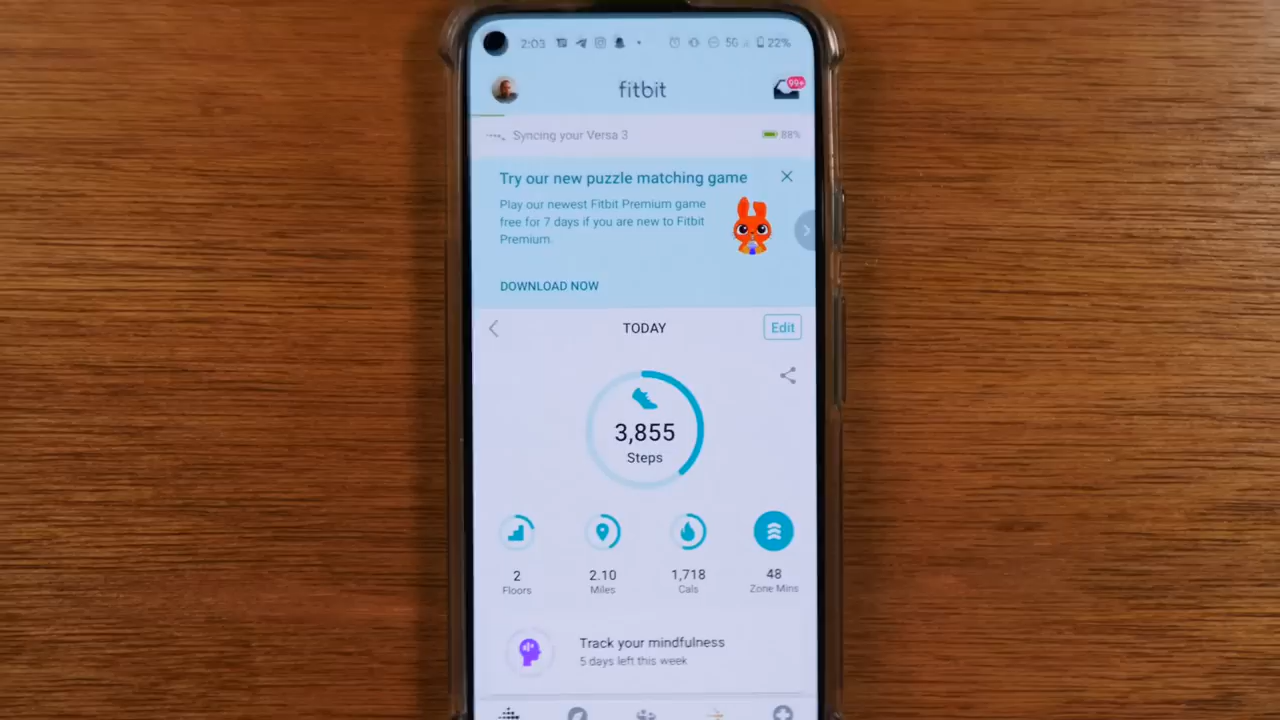 2:03 5G 22%
fitbit
99+
Syncing your Versa 3 88%
Try our new puzzle matching game
Play our newest Fitbit Premium game
free for 7 days if you are new to Fitbit
Premium.
DOWNLOAD NOW
TODAY
Edit
3,855
Steps
2 2.10 1,718 48
Floors Miles Cals Zone Mins
Track your mindfulness
5 days left this week